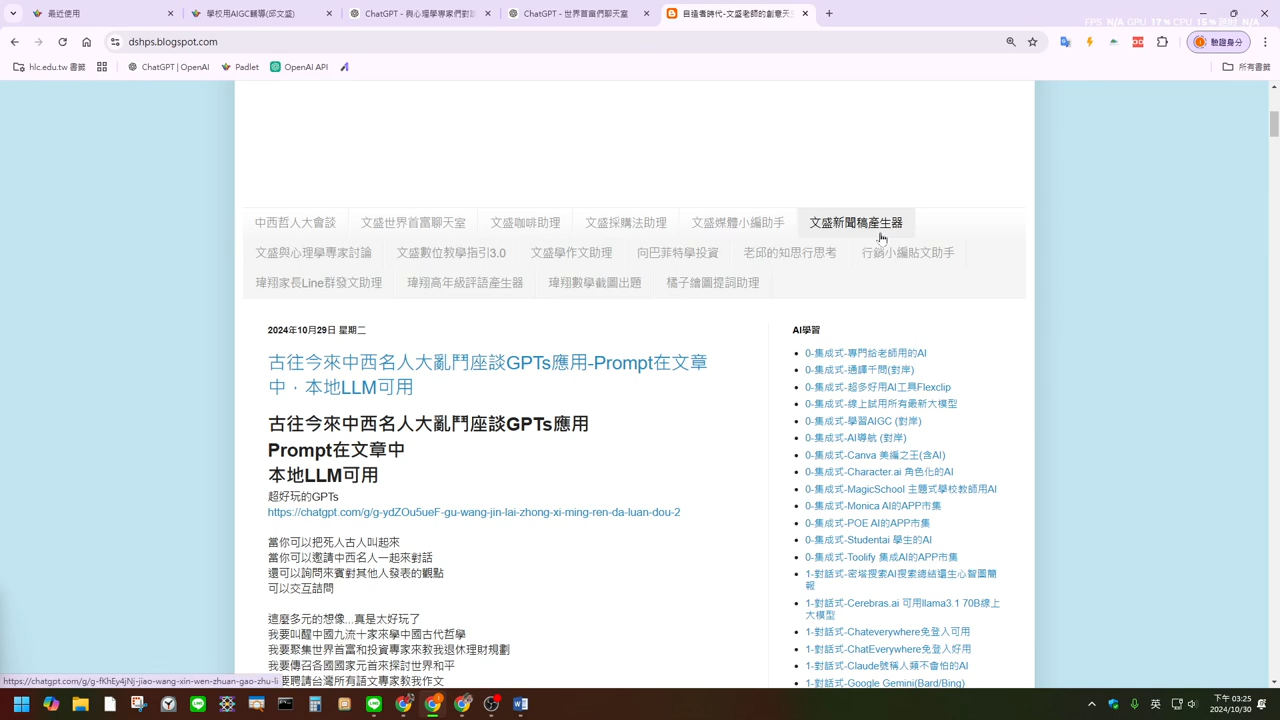 最近使用
學校用AIGC輔導(邱文盛)
ChatGPT - 與心理學專家們對談
ChatGPT - 世界首富們聊天室
目遠者時代-文盛老師的創意天
FPS N/A GPU 17 % CPU 15 % 延时 N/A
dshps.blogspot.com
驗證身分
hlc.edu.tw 書籤
ChatGPT | OpenAI
Padlet
OpenAI API
所有書籤
中西哲人大會談
文盛世界首富聊天室
文盛咖啡助理
文盛採購法助理
文盛媒體小編助手
文盛新聞稿產生器
文盛與心理學專家討論
文盛數位教學指引3.0
文盛學作文助理
向巴菲特學投資
老邱的知思行思考
行銷小編貼文助手
瑋翔家長Line群發文助理
瑋翔高年級評語產生器
瑋翔數學截圖出題
橘子繪圖提詞助理
2024年10月29日 星期二
古往今來中西名人大亂鬥座談GPTs應用-Prompt在文章
中，本地LLM可用
古往今來中西名人大亂鬥座談GPTs應用
Prompt在文章中
本地LLM可用
超好玩的GPTs
https://chatgpt.com/g/g-ydZOu5ueF-gu-wang-jin-lai-zhong-xi-ming-ren-da-luan-dou-2
當你可以把死人古人叫起來
當你可以邀請中西名人一起來對話
還可以詢問來賓對其他人發表的觀點
可以交互詰問
這麼多元的想像...真是太好玩了
我要叫醒中國九流十家來學中國古代哲學
我要聚集世界首富和投資專家來教我退休理財規劃
我要傳召各國國家元首來探討世界和平
要聘請台灣所有語文專家教我作文
AI學習
0-集成式-專門給老師用的AI
0-集成式-通譯千問(對岸)
0-集成式-超多好用AI工具Flexclip
0-集成式-線上試用所有最新大模型
0-集成式-學習AIGC (對岸)
0-集成式-AI導航 (對岸)
0-集成式-Canva 美編之王(含AI)
0-集成式-Character.ai 角色化的AI
0-集成式-MagicSchool 主題式學校教師用AI
0-集成式-Monica AI的APP市集
0-集成式-POE AI的APP市集
0-集成式-Studentai 學生的AI
0-集成式-Toolify 集成AI的APP市集
1-對話式-密塔搜索AI搜索總結還生心智圖簡
報
1-對話式-Cerebras.ai 可用llama3.1 70B線上
大模型
1-對話式-Chateverywhere免登人可用
1-對話式-ChatEverywhere免登人好用
1-對話式-Claude號稱人類不會怕的AI
1-對話式-Google Gemini(Bard/Bing)
https://chatgpt.com/g/g-fKhEy4jNj-jiao-wang-xin-wen-zhuan-gao-zhu-li
英
下午 03:25
2024/10/30